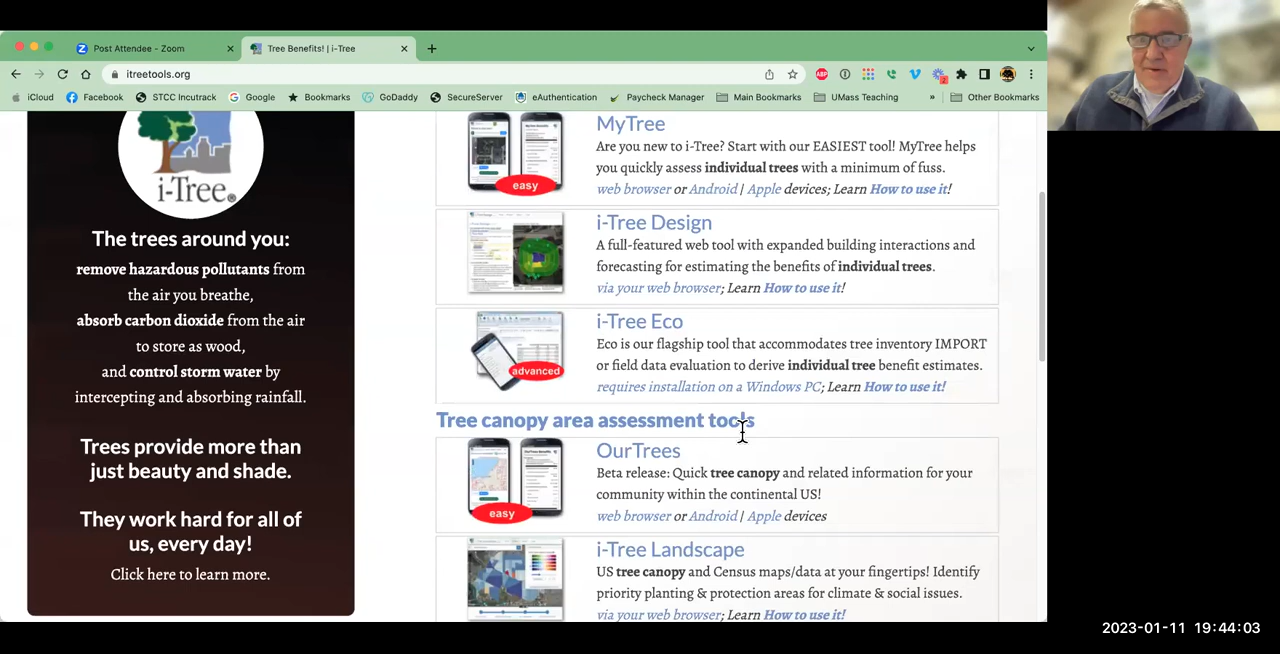 Post Attendee - Zoom
Tree Benefits! | i-Tree
itreetools.org
iCloud
Facebook
STCC Incutrack
Google
Bookmarks
GoDaddy
SecureServer
eAuthentication
Paycheck Manager
Main Bookmarks
UMass Teaching
»
Other Bookmarks
i-Tree®
The trees around you:
remove hazardous pollutants from
the air you breathe,
absorb carbon dioxide from the air
to store as wood,
and control storm water by
intercepting and absorbing rainfall.
Trees provide more than
just beauty and shade.
They work hard for all of
us, every day!
Click here to learn more.
easy
MyTree
Are you new to i-Tree? Start with our EASIEST tool! MyTree helps
you quickly assess individual trees with a minimum of fuss.
web browser or Android | Apple devices; Learn How to use it!
i-Tree Design
A full-featured web tool with expanded building interactions and
forecasting for estimating the benefits of individual trees.
via your web browser; Learn How to use it!
advanced
i-Tree Eco
Eco is our flagship tool that accommodates tree inventory IMPORT
or field data evaluation to derive individual tree benefit estimates.
requires installation on a Windows PC; Learn How to use it!
Tree canopy area assessment tools
easy
OurTrees
Beta release: Quick tree canopy and related information for your
community within the continental US!
web browser or Android | Apple devices
i-Tree Landscape
US tree canopy and Census maps/data at your fingertips! Identify
priority planting & protection areas for climate & social issues.
via your web browser; Learn How to use it!
2023-01-11 19:44:03